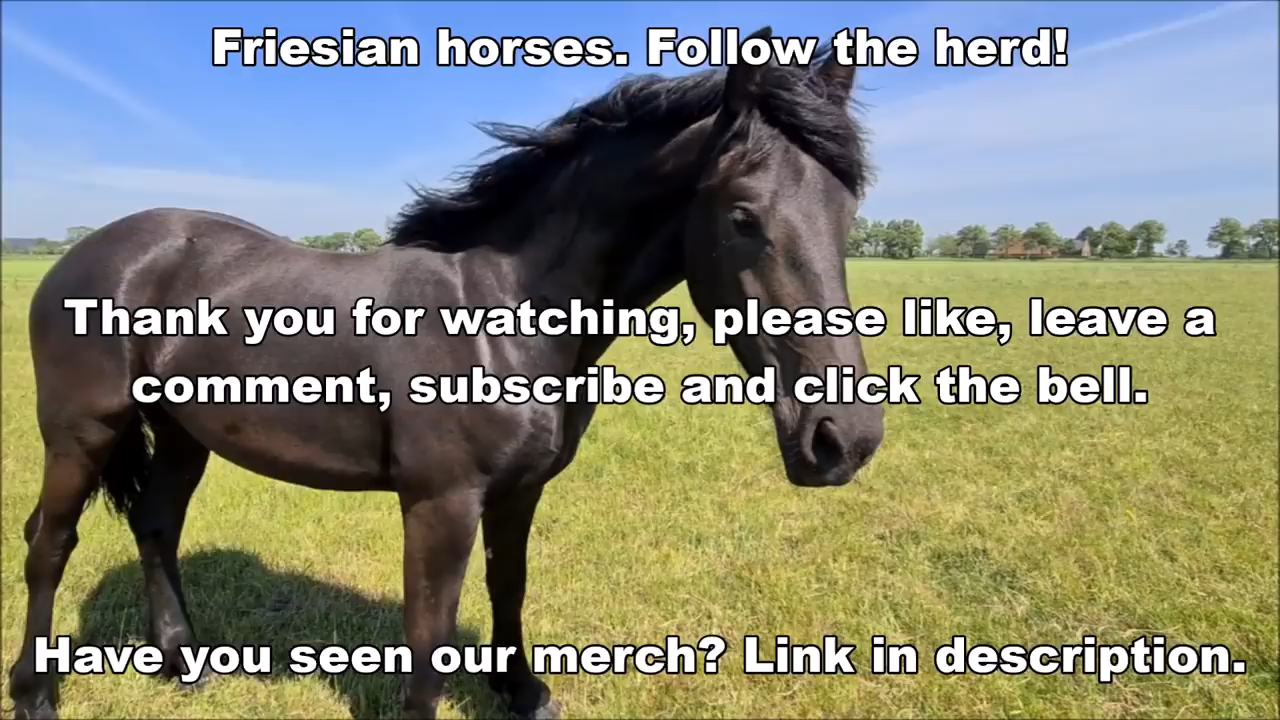 Friesian horses. Follow the herd!
Thank you for watching, please like, leave a
comment, subscribe and click the bell.
Have you seen our merch? Link in description.